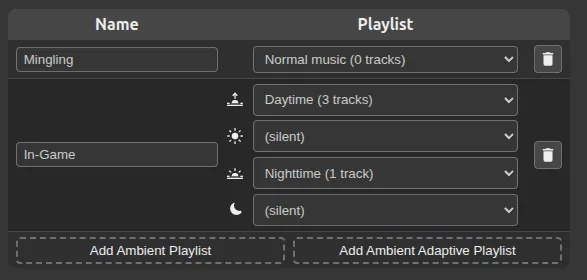 Name Playlist
Mingling Normal music (0 tracks)
Daytime (3 tracks)
(silent)
In-Game
Nighttime (1 track)
(silent)
Add Ambient Playlist Add Ambient Adaptive Playlist